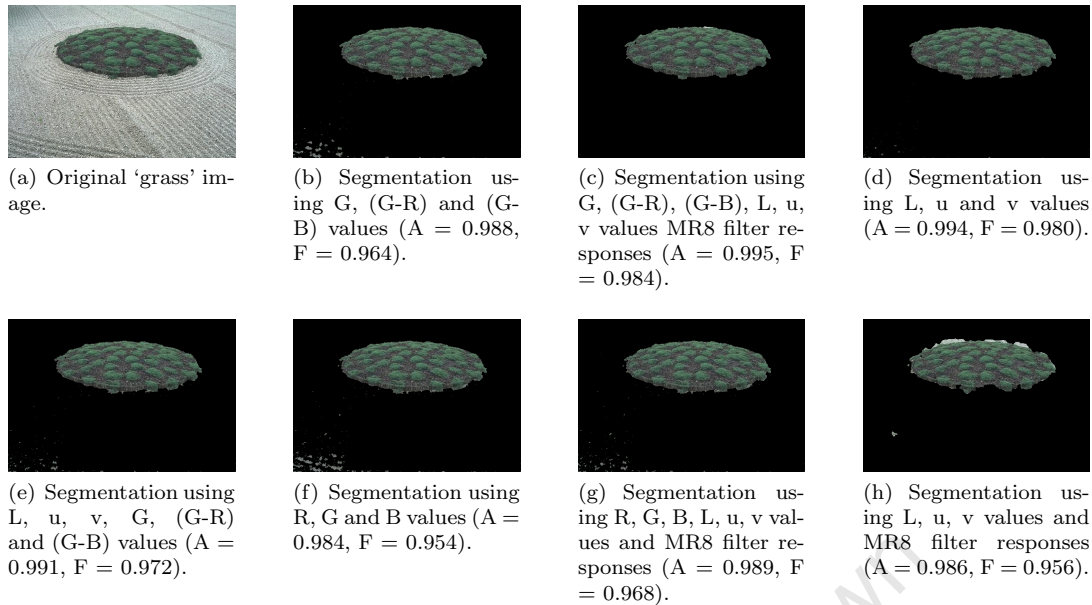 (a) Original ‘grass’ im-
age.
(b) Segmentation us-
ing G, (G-R) and (G-
B) values (A = 0.988,
F = 0.964).
(c) Segmentation using
G, (G-R), (G-B), L, u,
v values MR8 filter re-
sponses (A = 0.995, F
= 0.984).
(d) Segmentation us-
ing L, u and v values
(A = 0.994, F = 0.980).
(e) Segmentation using
L, u, v, G, (G-R)
and (G-B) values (A =
0.991, F = 0.972).
(f) Segmentation using
R, G and B values (A =
0.984, F = 0.954).
(g) Segmentation us-
ing R, G, B, L, u, v val-
ues and MR8 filter re-
sponses (A = 0.989, F
= 0.968).
(h) Segmentation us-
ing L, u, v values and
MR8 filter responses
(A = 0.986, F = 0.956).
wn